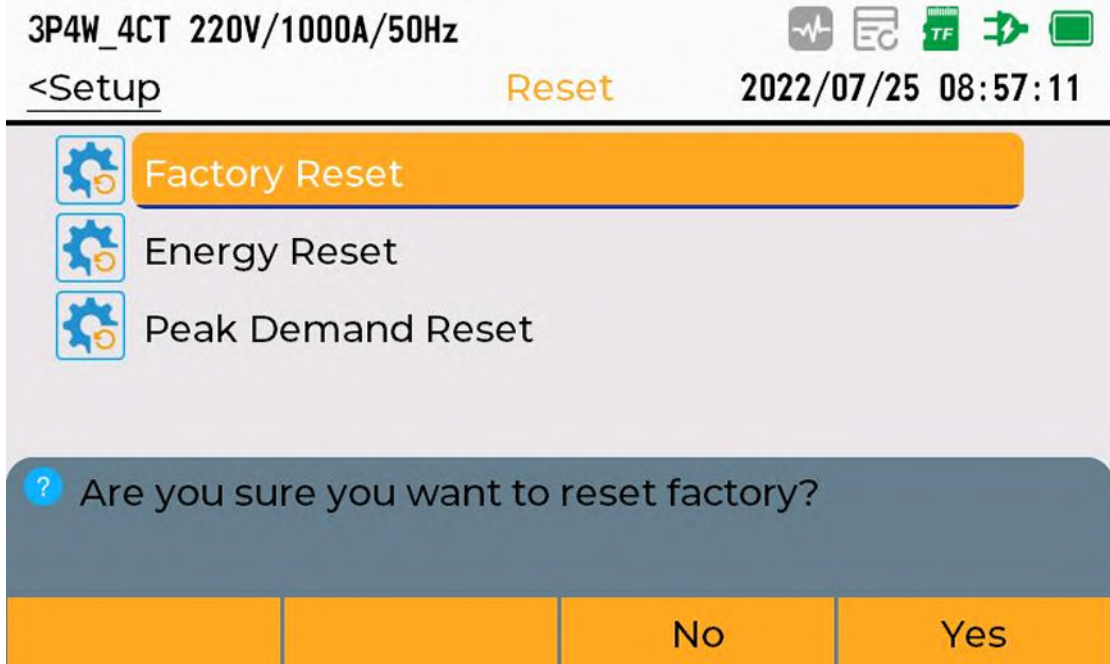 3P4W_4CT 220V/1000A/50Hz TF
<Setup Reset 2022/07/25 08:57:11
Factory Reset
Energy Reset
Peak Demand Reset
? Are you sure you want to reset factory?
No Yes